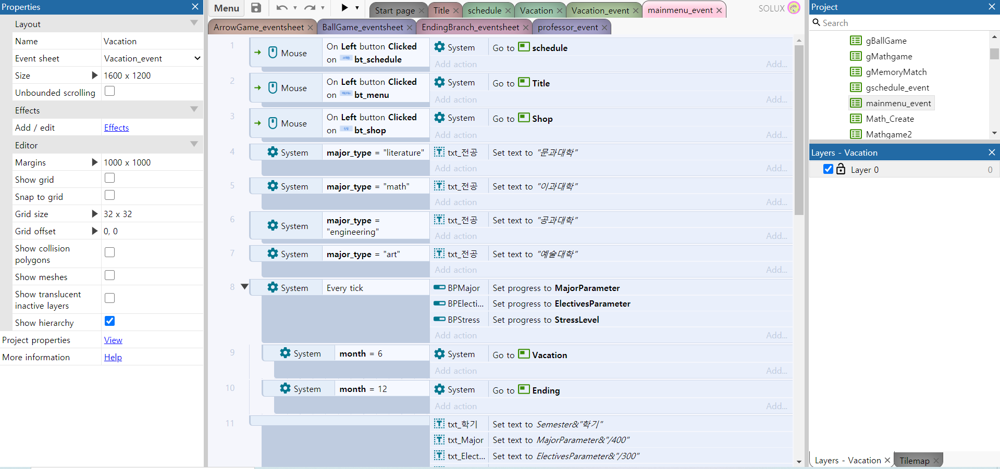 Properties
Layout
Name Vacation
Event sheet Vacation_event
Size 1600 x 1200
Unbounded scrolling
Effects
Add / edit Effects
Editor
Margins 1000 x 1000
Show grid
Snap to grid
Grid size 32 x 32
Grid offset 0, 0
Show collision
polygons
Show meshes
Show translucent
inactive layers
Show hierarchy
Project properties View
More information Help
Menu
Start page
Title
schedule
Vacation
Vacation_event
mainmenu_event
SOLUX
ArrowGame_eventsheet
BallGame_eventsheet
EndingBranch_eventsheet
professor_event
1 Mouse On Left button Clicked
on bt_schedule
System Go to schedule
Add action Add...
2 Mouse On Left button Clicked
on bt_menu
System Go to Title
Add action Add...
3 Mouse On Left button Clicked
on bt_shop
System Go to Shop
Add action Add...
4 System major_type = "literature" txt_전공 Set text to "문과대학"
Add action Add...
5 System major_type = "math" txt_전공 Set text to "이과대학"
Add action Add...
6 System major_type =
"engineering"
txt_전공 Set text to "공과대학"
Add action Add...
7 System major_type = "art" txt_전공 Set text to "예술대학"
Add action Add...
8 System Every tick BPMajor Set progress to MajorParameter
BPElecti... Set progress to ElectivesParameter
BPStress Set progress to StressLevel
Add action Add...
9 System month = 6 System Go to Vacation
Add action Add...
10 System month = 12 System Go to Ending
Add action Add...
11 txt_학기 Set text to Semester&"학기"
txt_Major Set text to MajorParameter&"/400"
txt_Elect... Set text to ElectivesParameter&"/300"
Project
Search
gBallGame
gMathgame
gMemoryMatch
gschedule_event
mainmenu_event
Math_Create
Mathgame2
Layers - Vacation
Layer 0 0
Layers - Vacation
Tilemap